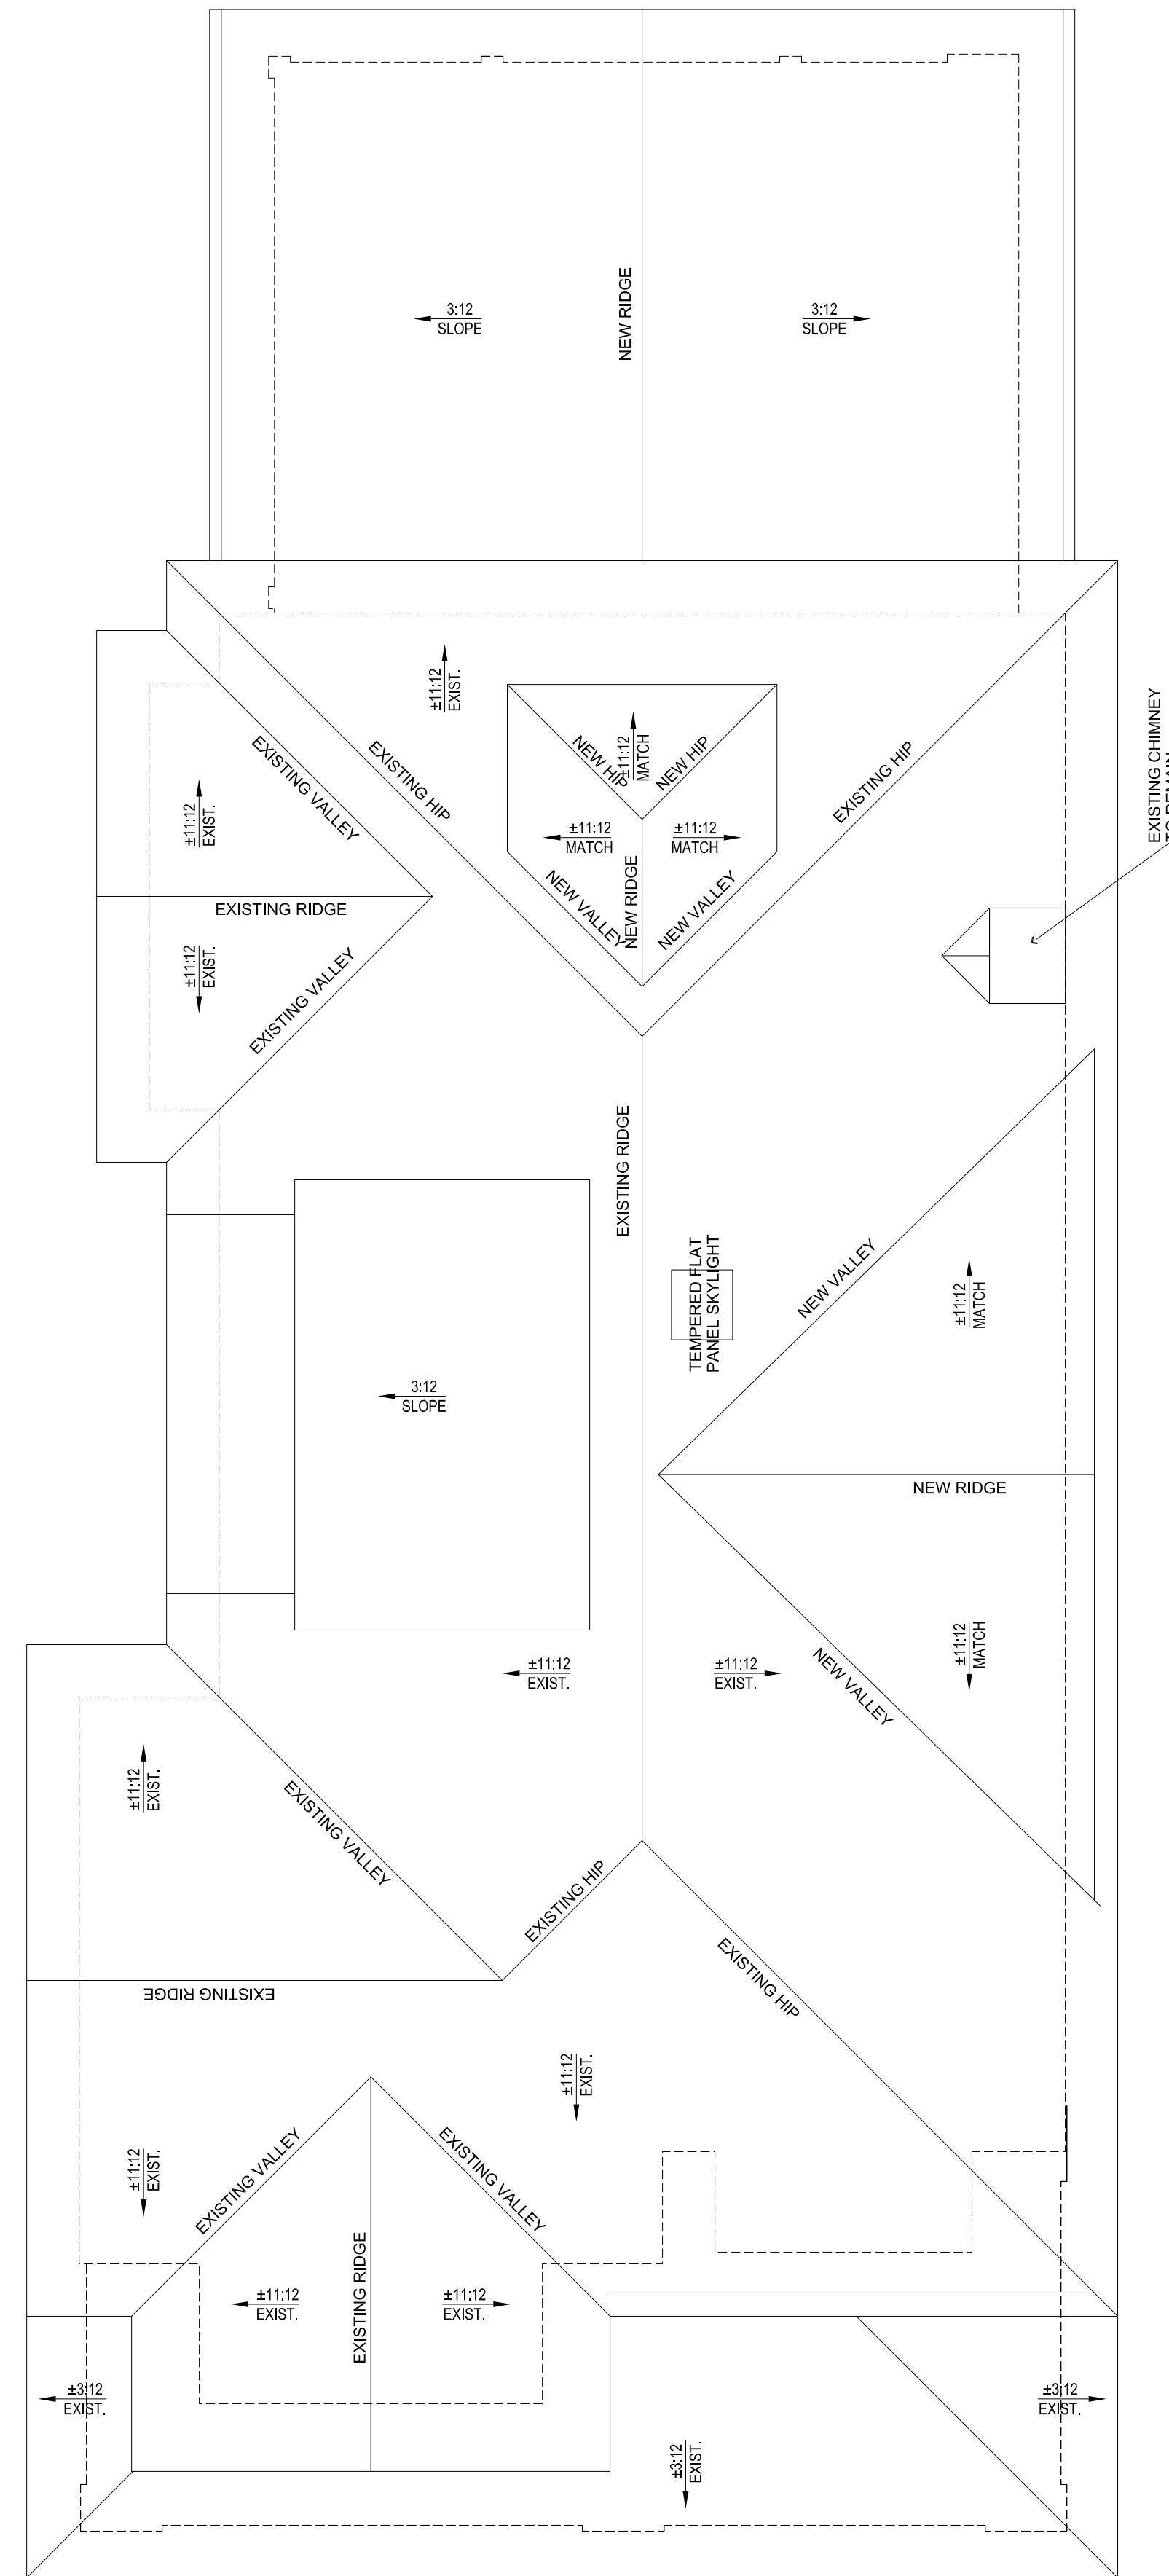 NEW RIDGE
3:12
SLOPE
3:12
SLOPE
±11:12
EXIST.
EXISTING CHIMNEY
TO REMAIN
NEW HIP
±11:12
MATCH
NEW HIP
EXISTING VALLEY
EXISTING HIP
EXISTING HIP
±11:12
EXIST.
±11:12
MATCH
±11:12
MATCH
NEW VALLEY
NEW RIDGE
NEW VALLEY
EXISTING RIDGE
±11:12
EXIST.
EXISTING VALLEY
EXISTING RIDGE
TEMPERED FLAT
PANEL SKYLIGHT
NEW VALLEY
±11:12
MATCH
3:12
SLOPE
NEW RIDGE
±11:12
MATCH
±11:12
EXIST.
±11:12
EXIST.
NEW VALLEY
±11:12
EXIST.
EXISTING VALLEY
EXISTING HIP
EXISTING HIP
EXISTING RIDGE
±11:12
EXIST.
±11:12
EXIST.
EXISTING VALLEY
EXISTING VALLEY
EXISTING RIDGE
±11:12
EXIST.
±11:12
EXIST.
±3:12
EXIST.
±3:12
EXIST.
±3:12
EXIST.